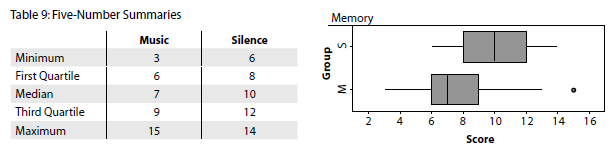 Table 9: Five-Number Summaries
Music Silence
Minimum 3 6
First Quartile 6 8
Median 7 10
Third Quartile 9 12
Maximum 15 14
Memory
Group
S
M
2 4 6 8 10 12 14 16
Score